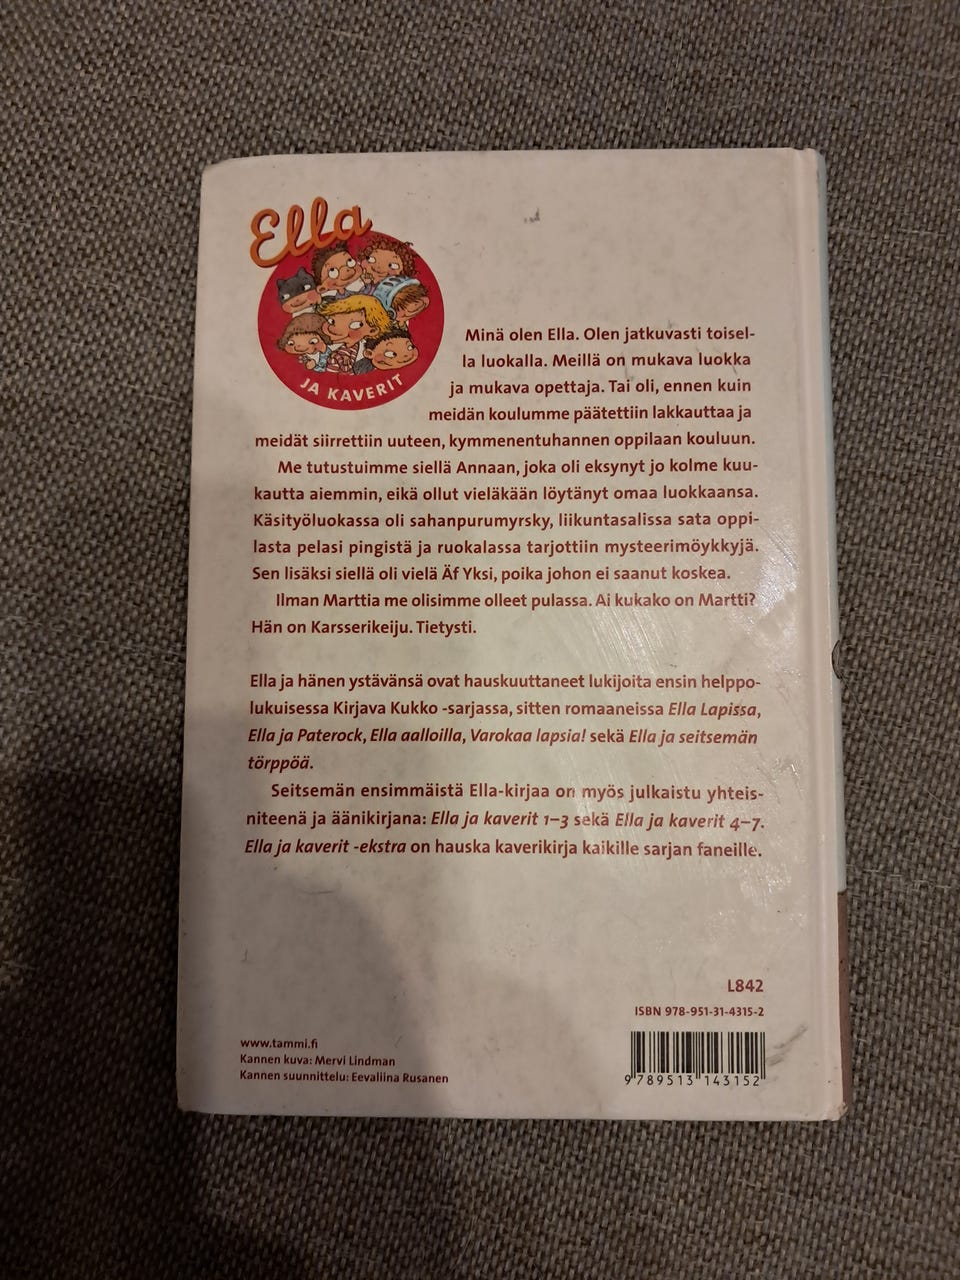 Ella
JA KAVERIT
Minä olen Ella. Olen jatkuvasti toisel-
la luokalla. Meillä on mukava luokka
ja mukava opettaja. Tai oli, ennen kuin
meidän koulumme päätettiin lakkauttaa ja
meidät siirrettiin uuteen, kymmenentuhannen oppilaan kouluun.
Me tutustuimme siellä Annaan, joka oli eksynyt jo kolme kuu-
kautta aiemmin, eikä ollut vieläkään löytänyt omaa luokkaansa.
Käsityöluokassa oli sahanpurumyrsky, liikuntasalissa sata oppi-
lasta pelasi pingistä ja ruokalassa tarjottiin mysteerimöykkyjä.
Sen lisäksi siellä oli vielä Äf Yksi, poika johon ei saanut koskea.
Ilman Marttia me olisimme olleet pulassa. Ai kukako on Martti?
Hän on Karsserikeiju. Tietysti.
Ella ja hänen ystävänsä ovat hauskuuttaneet lukijoita ensin helppo-
lukuisessa Kirjava Kukko -sarjassa, sitten romaaneissa Ella Lapissa,
Ella ja Paterock, Ella aalloilla, Varokaa lapsia! sekä Ella ja seitsemän
törppöä.
Seitsemän ensimmäistä Ella-kirjaa on myös julkaistu yhteis-
niteenä ja äänikirjana: Ella ja kaverit 1–3 sekä Ella ja kaverit 4–7.
Ella ja kaverit -ekstra on hauska kaverikirja kaikille sarjan faneille.
L842
ISBN 978-951-31-4315-2
www.tammi.fi
Kannen kuva: Mervi Lindman
Kannen suunnittelu: Eevaliina Rusanen
9 789513 143152